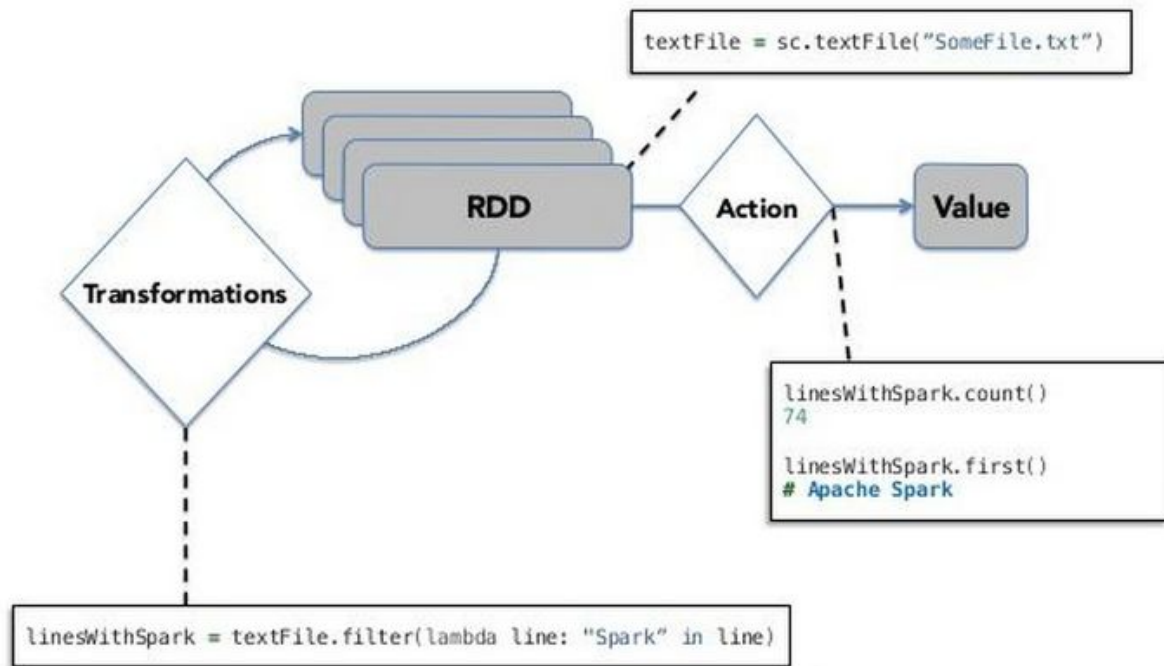 textFile = sc.textFile(”SomeFile.txt”)
RDD
Action
Value
Transformations
linesWithSpark.count()
74
linesWithSpark.first()
# Apache Spark
linesWithSpark = textFile.filter(lambda line: "Spark” in line)